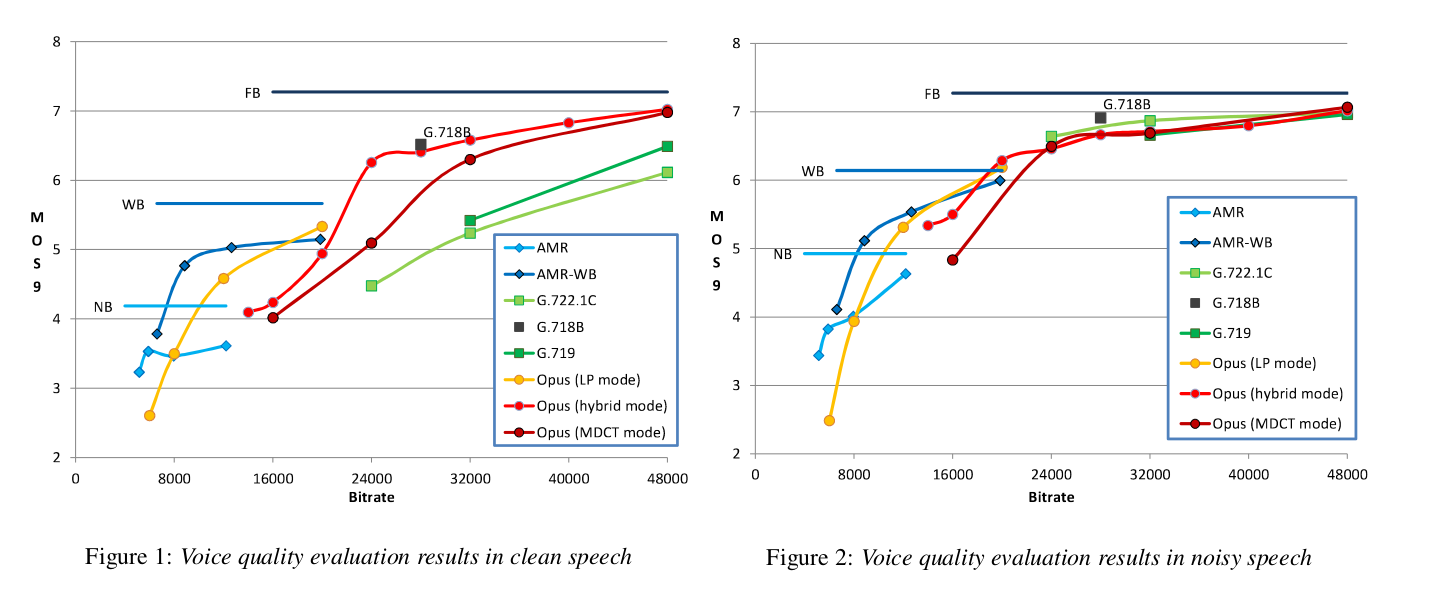 8
7
6
5
4
3
2
M
O
S
9
FB
G.718B
WB
NB
AMR
AMR-WB
G.722.1C
G.718B
G.719
Opus (LP mode)
Opus (hybrid mode)
Opus (MDCT mode)
0 8000 16000 24000 32000 40000 48000
Bitrate
Figure 1: Voice quality evaluation results in clean speech
8
7
6
5
4
3
2
M
O
S
9
FB
G.718B
WB
NB
AMR
AMR-WB
G.722.1C
G.718B
G.719
Opus (LP mode)
Opus (hybrid mode)
Opus (MDCT mode)
0 8000 16000 24000 32000 40000 48000
Bitrate
Figure 2: Voice quality evaluation results in noisy speech